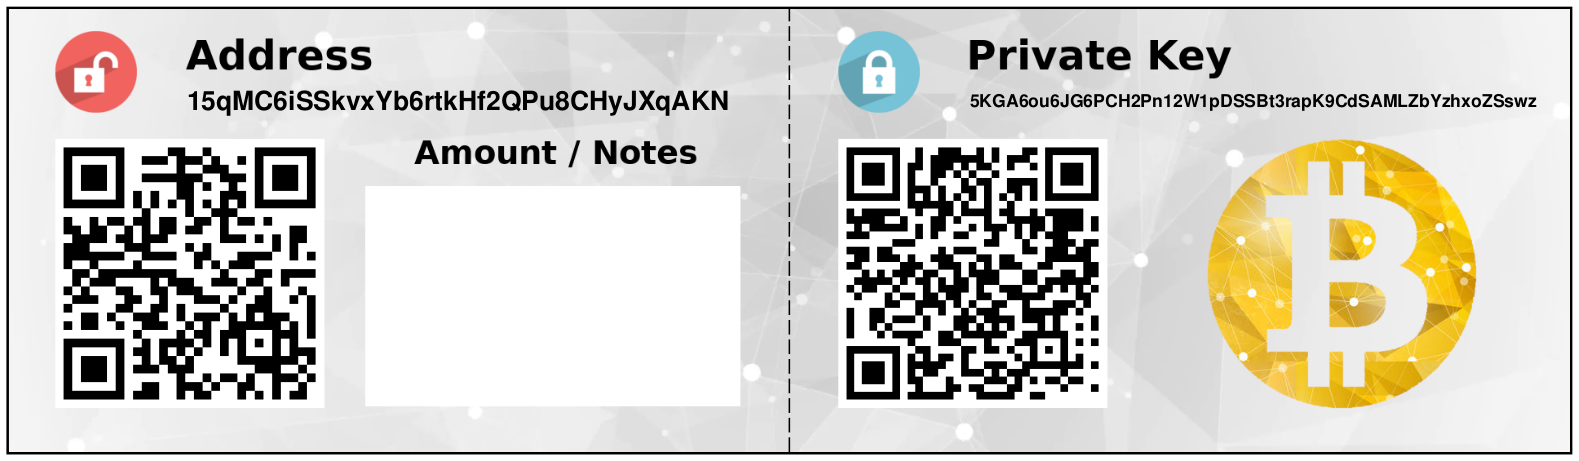 Address
15qMC6iSSkvxYb6rtkHf2QPu8CHyJXqAKN
Amount / Notes
Private Key
5KGA6ou6JG6PCH2Pn12W1pDSSBt3rapK9CdSAMLZbYzhxoZSswz